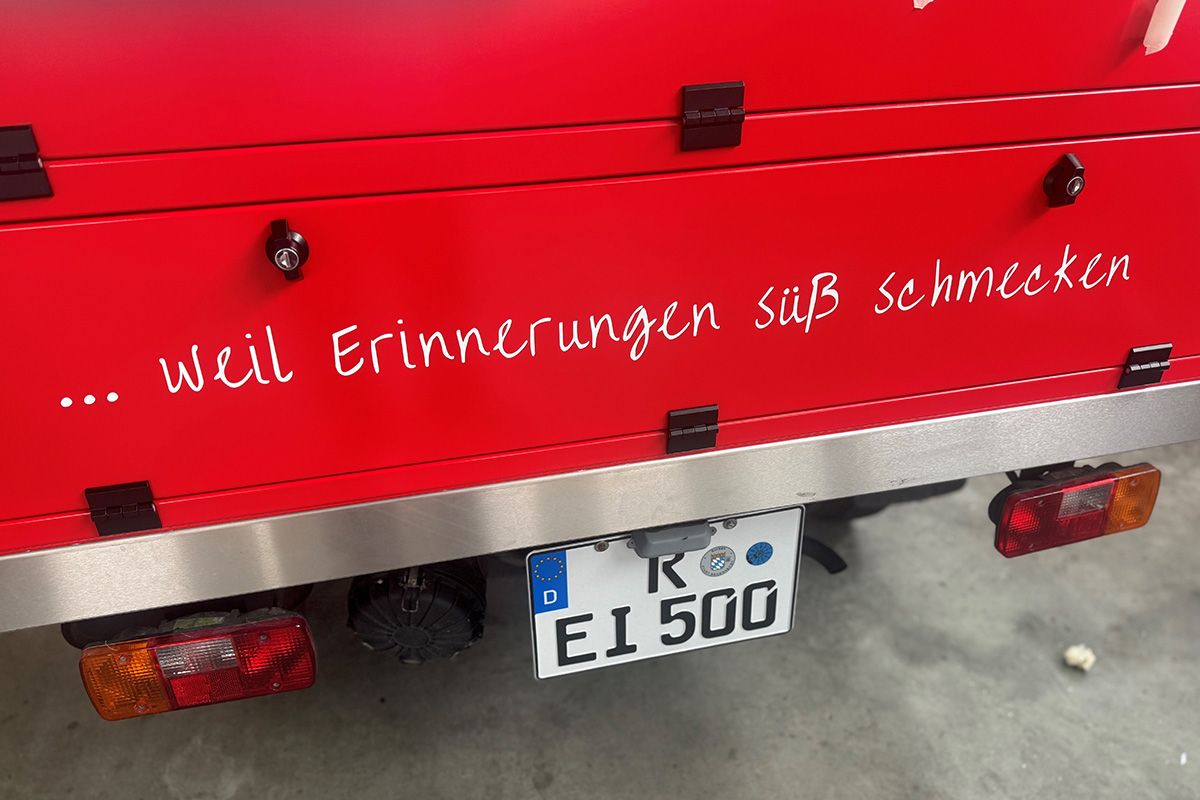 ... weil Erinnerungen süß schmecken
D
R
EI 500